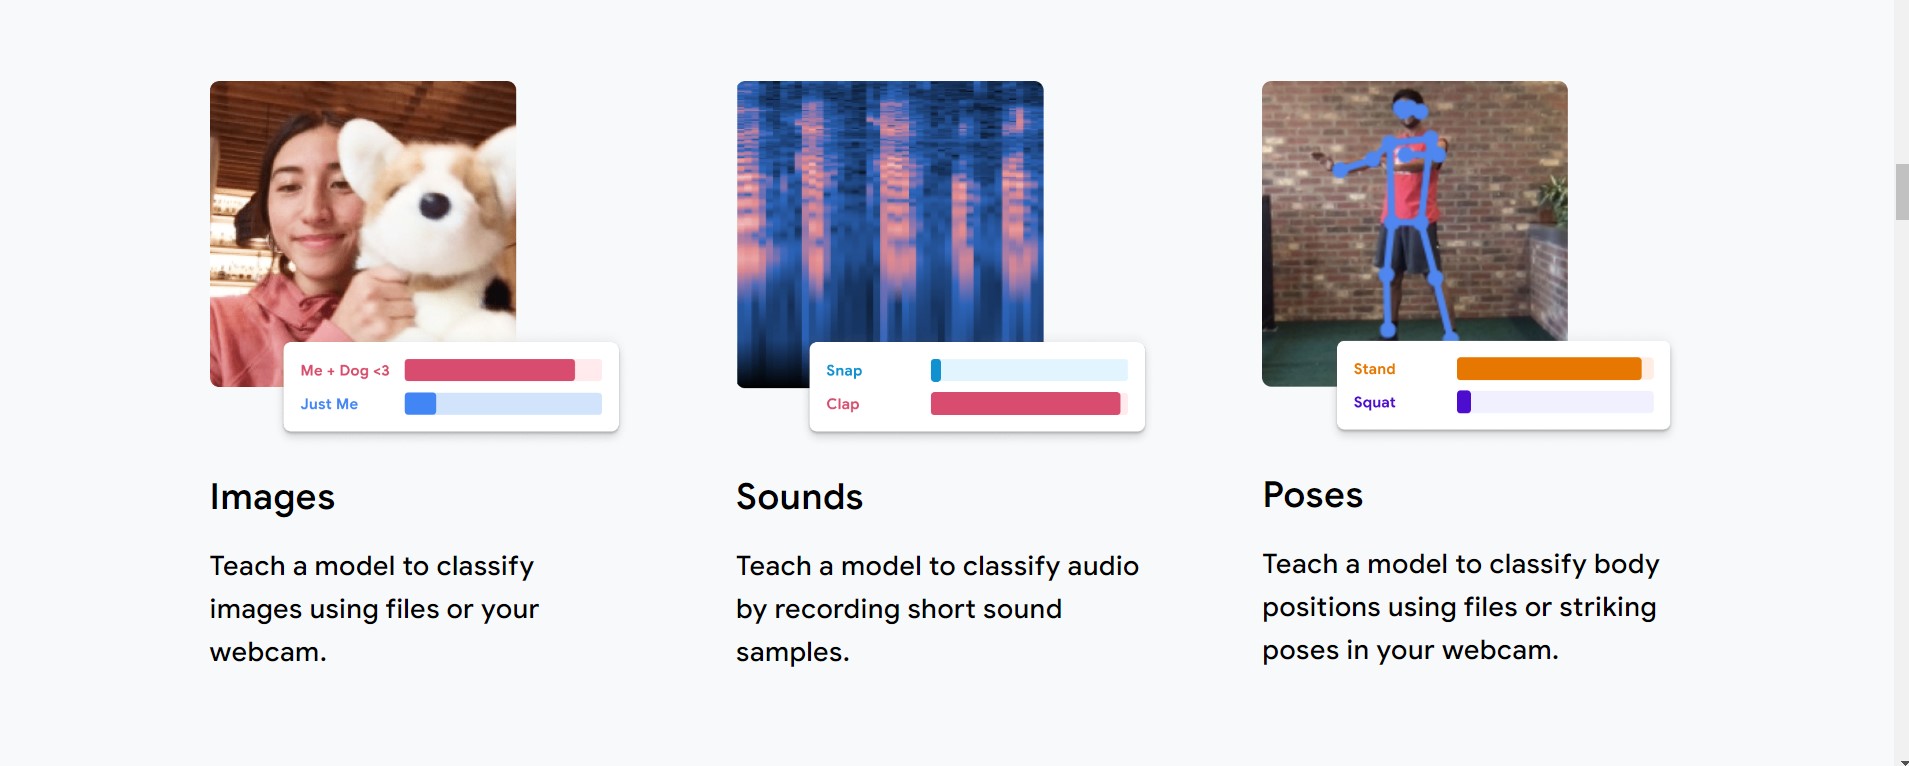 Me + Dog <3
Just Me
Images
Teach a model to classify
images using files or your
webcam.
Snap
Clap
Sounds
Teach a model to classify audio
by recording short sound
samples.
Stand
Squat
Poses
Teach a model to classify body
positions using files or striking
poses in your webcam.